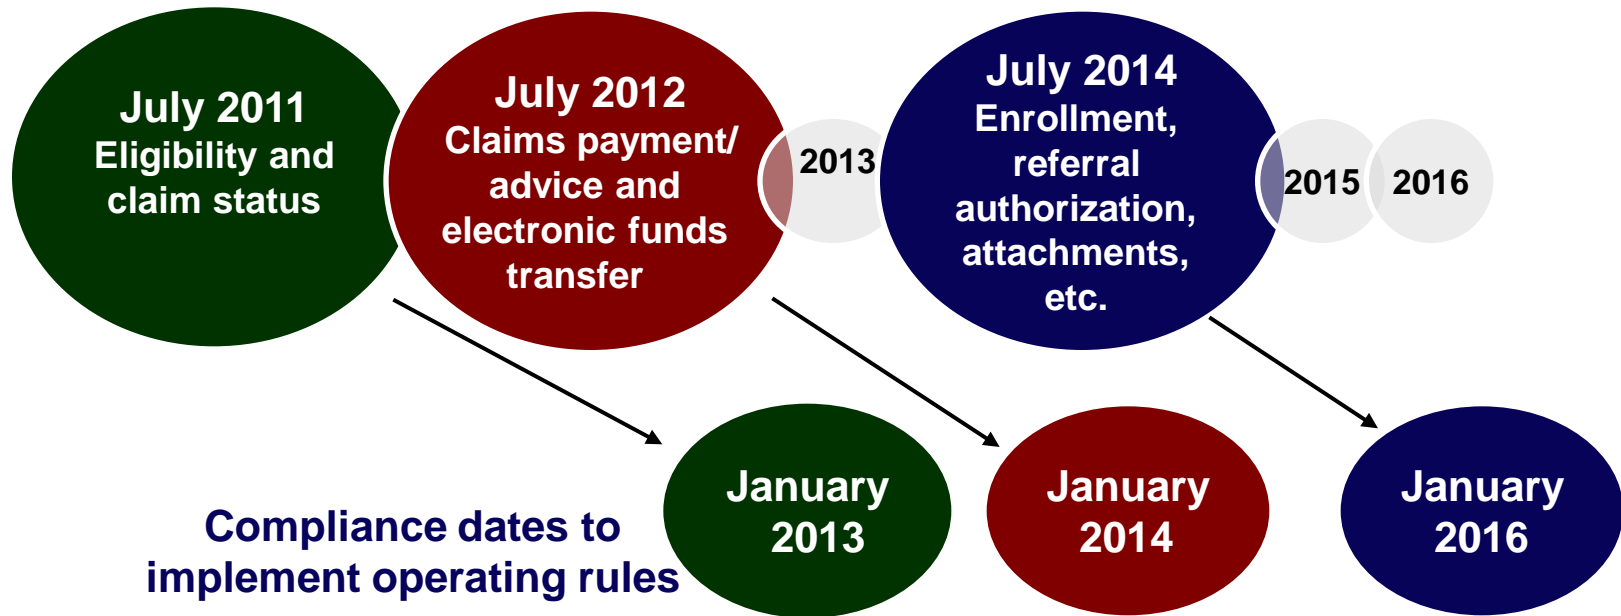 July 2011
Eligibility and
claim status
July 2012
Claims payment/
advice and
electronic funds
transfer
2013
July 2014
Enrollment,
referral
authorization,
attachments,
etc.
2015
2016
Compliance dates to
implement operating rules
January
2013
January
2014
January
2016